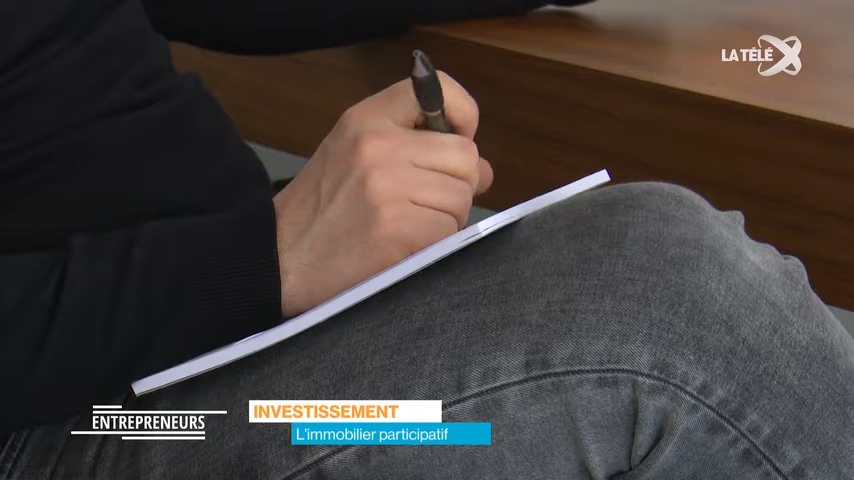 LA TÉLÉ
ENTREPRENEURS
INVESTISSEMENT
L'immobilier participatif